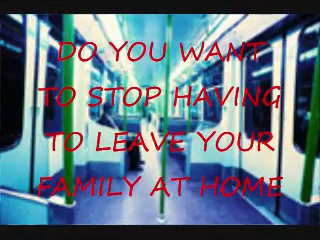 DO YOU WANT
TO STOP HAVING
TO LEAVE YOUR
FAMILY AT HOME